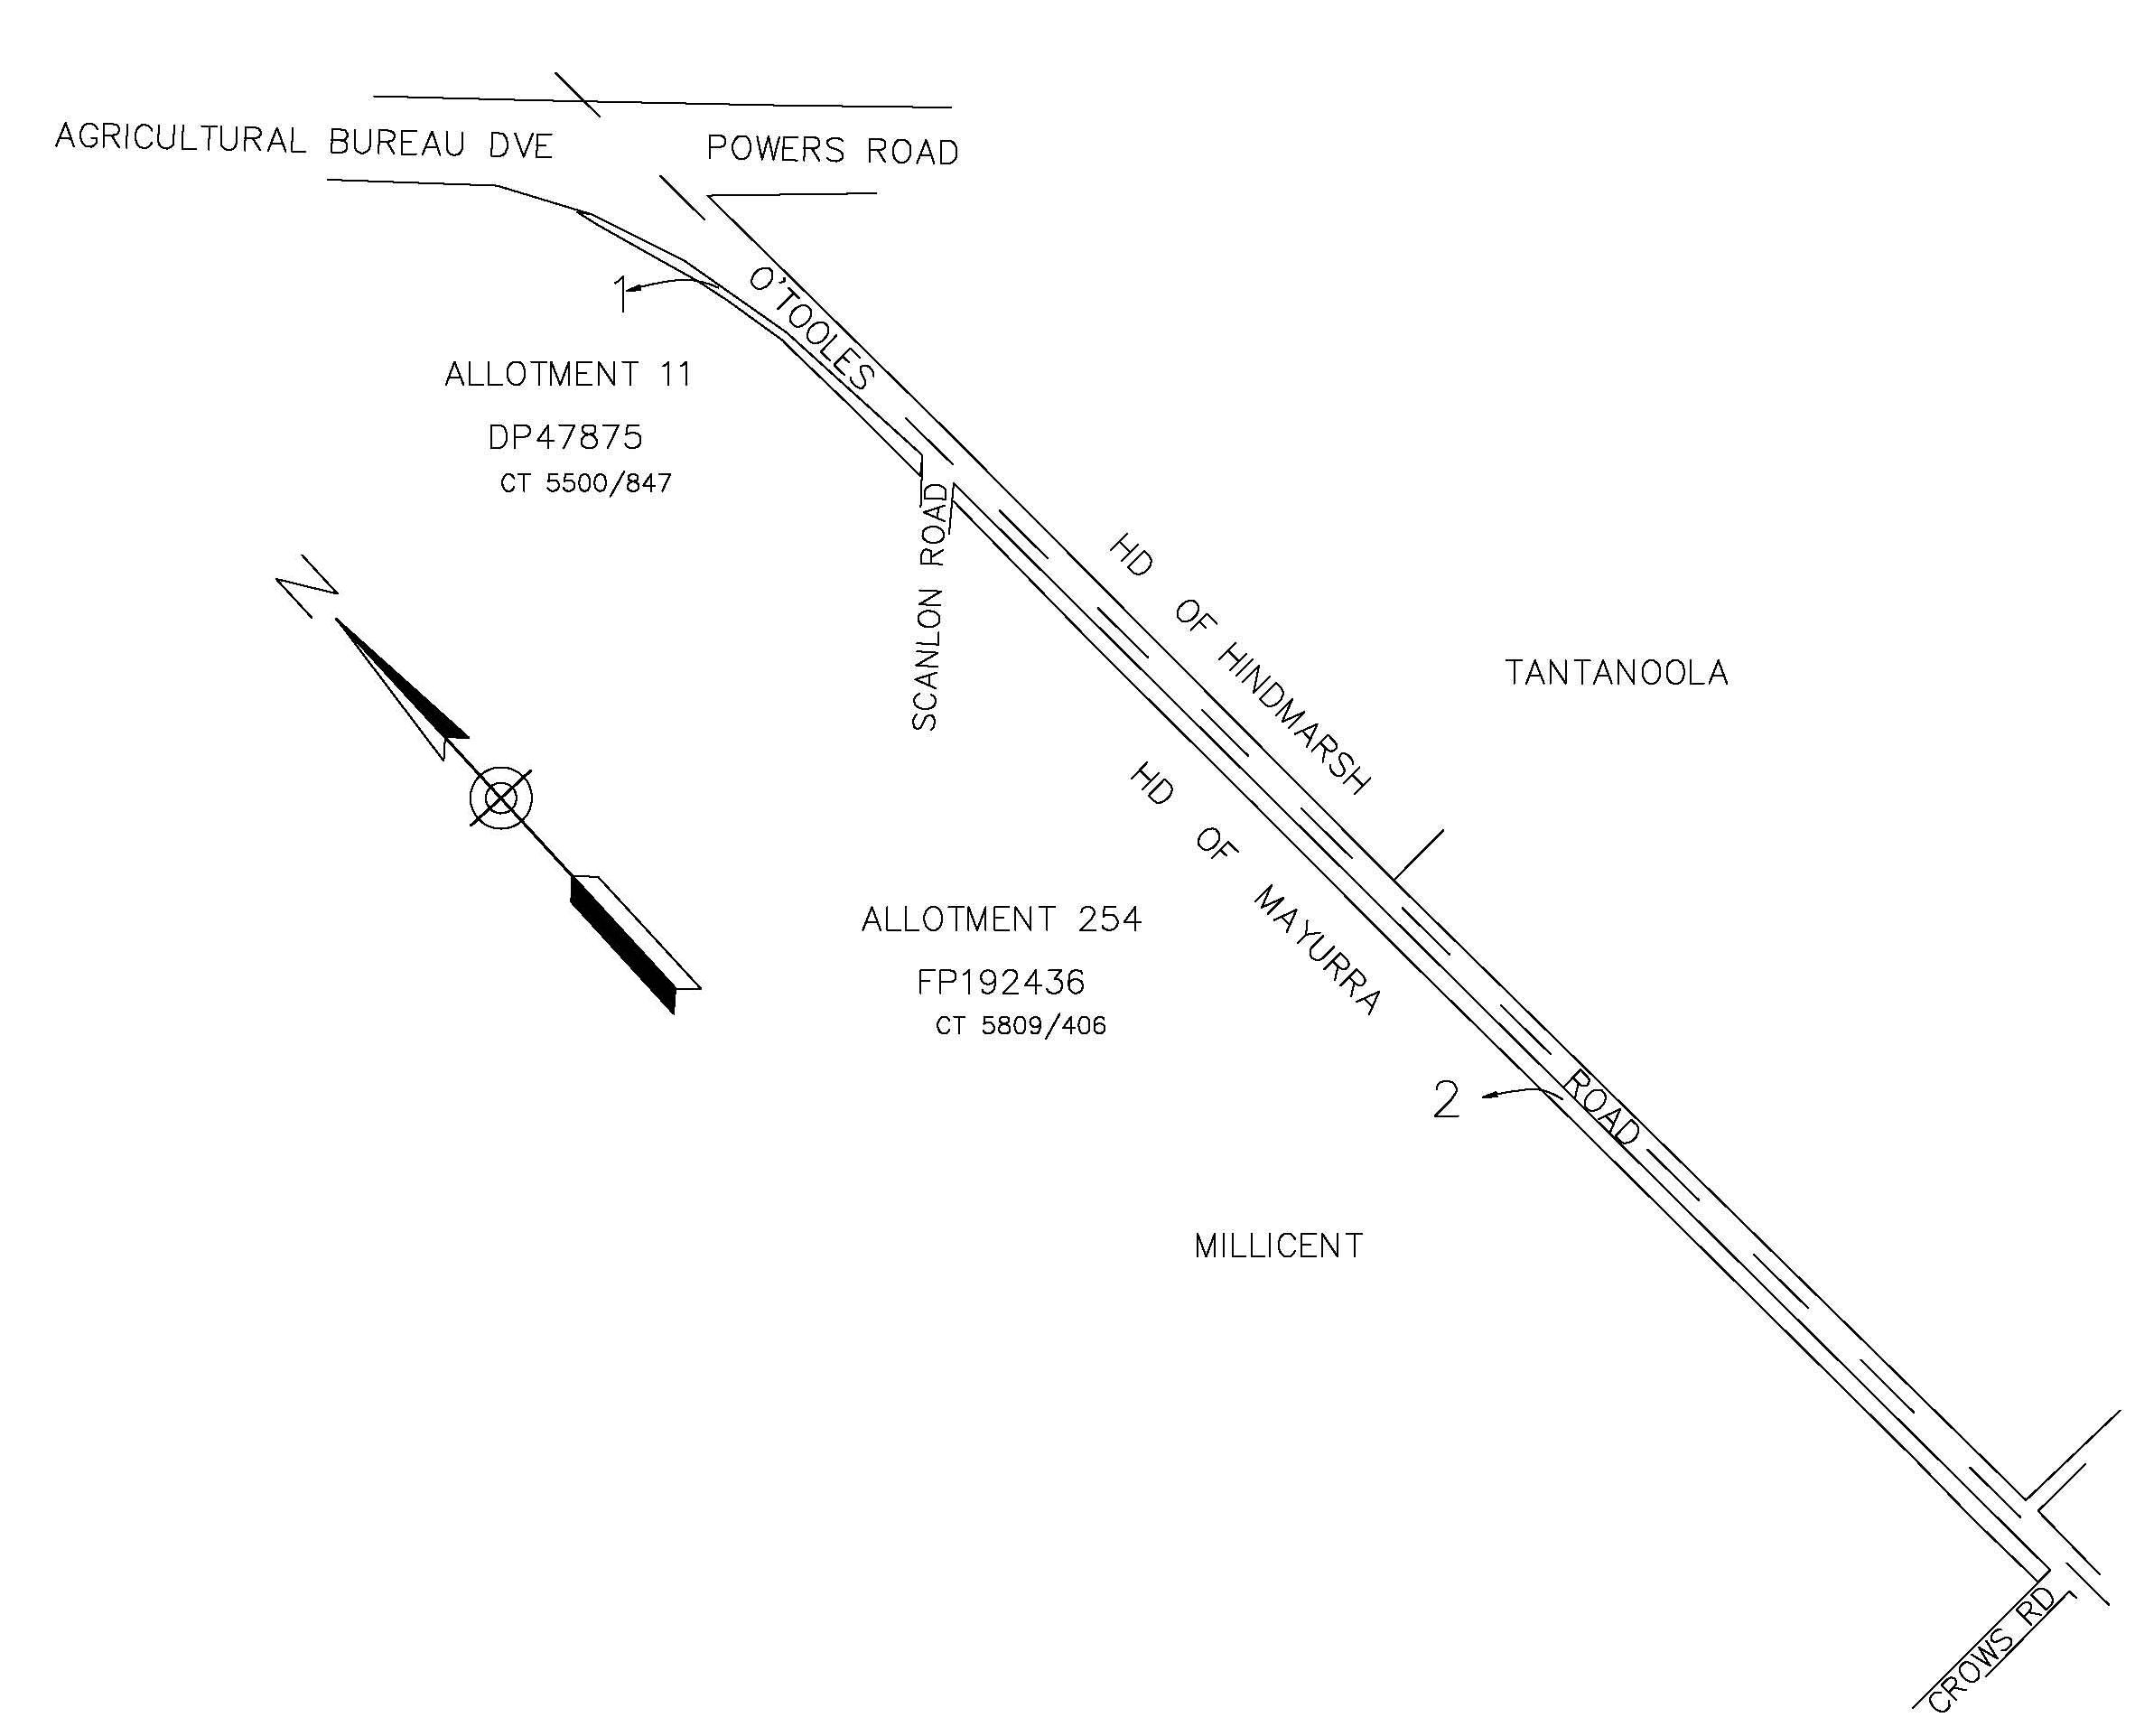 AGRICULTURAL BUREAU DVE
POWERS ROAD
O'TOOLES
1
ALLOTMENT 11
DP47875
CT 5500/847
SCANLON ROAD
N
HD OF HINDMARSH
TANTANOOLA
HD OF MAYURRA
ALLOTMENT 254
FP192436
CT 5809/406
2
ROAD
MILLICENT
CROWS RD